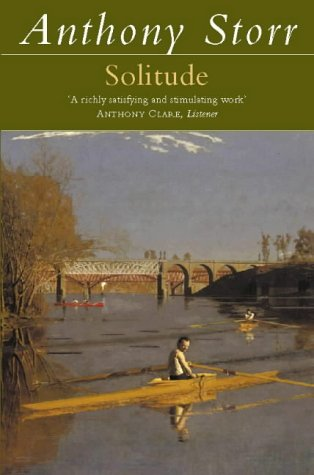 Anthony Storr
Solitude
‘A richly satisfying and stimulating work’
ANTHONY CLARE, Listener